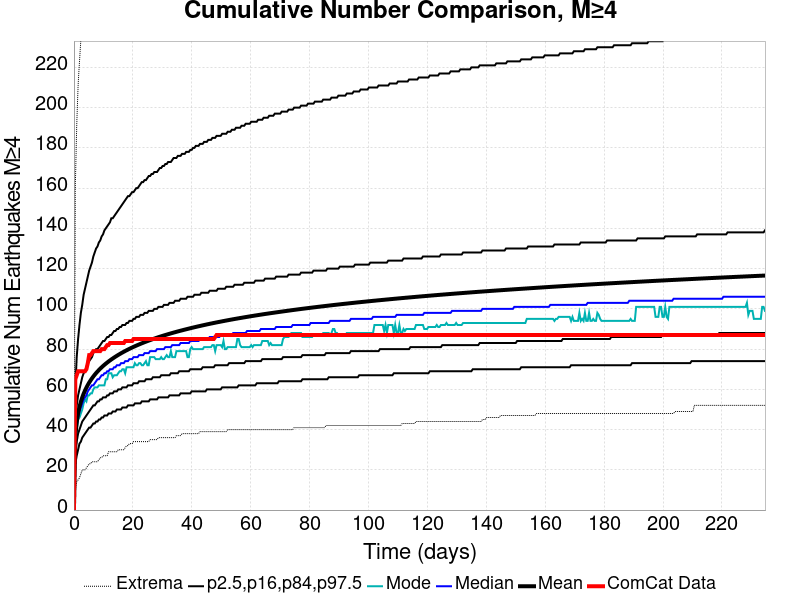 Cumulative Number Comparison, M≥4
Cumulative Num Earthquakes M≥4
220
200
180
160
140
120
100
80
60
40
20
0
0 20 40 60 80 100 120 140 160 180 200 220
Time (days)
Extrema p2.5,p16,p84,p97.5 Mode Median Mean ComCat Data